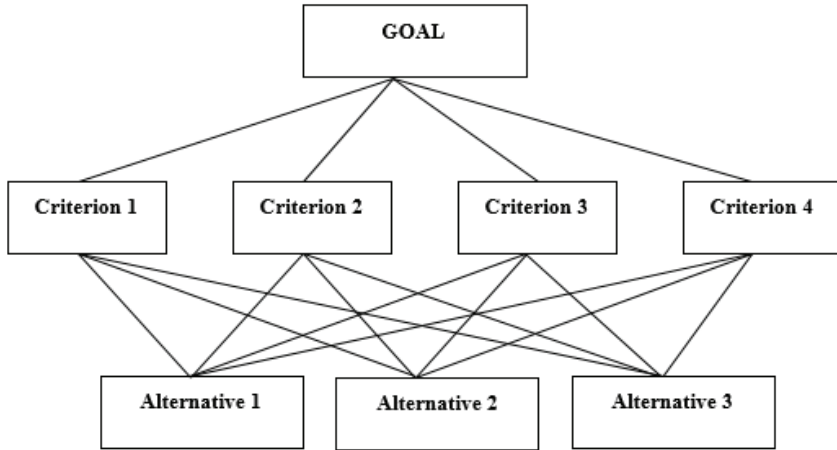 GOAL
Criterion 1
Criterion 2
Criterion 3
Criterion 4
Alternative 1
Alternative 2
Alternative 3